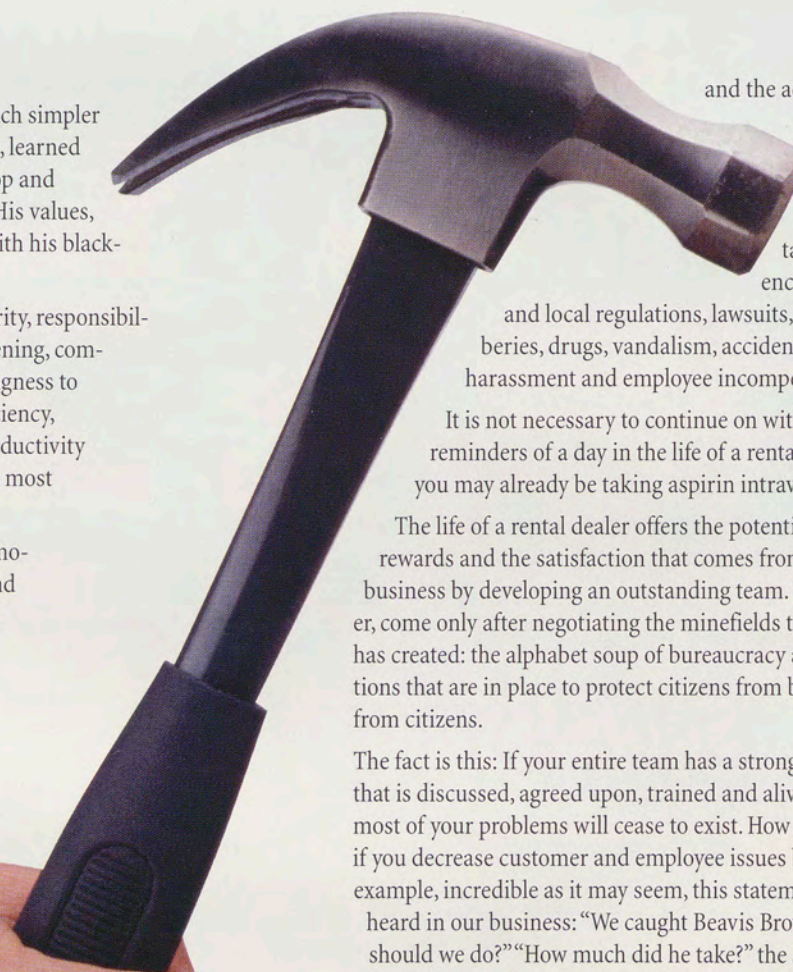 ch simpler
, learned
op and
His values,
ith his black-
rity, responsibil-
ening, com-
gness to
ciency,
ductivity
most
no-
nd
and the a
ta
enc
and local regulations, lawsuits,
beries, drugs, vandalism, acciden
harassment and employee incompe
It is not necessary to continue on wit
reminders of a day in the life of a renta
you may already be taking aspirin intrav
The life of a rental dealer offers the potenti
rewards and the satisfaction that comes from
business by developing an outstanding team.
er, come only after negotiating the minefields t
has created: the alphabet soup of bureaucracy a
tions that are in place to protect citizens from b
from citizens.
The fact is this: If your entire team has a strong
that is discussed, agreed upon, trained and aliv
most of your problems will cease to exist. How
if you decrease customer and employee issues b
example, incredible as it may seem, this statem
heard in our business: “We caught Beavis Bro
should we do?” “How much did he take?” the